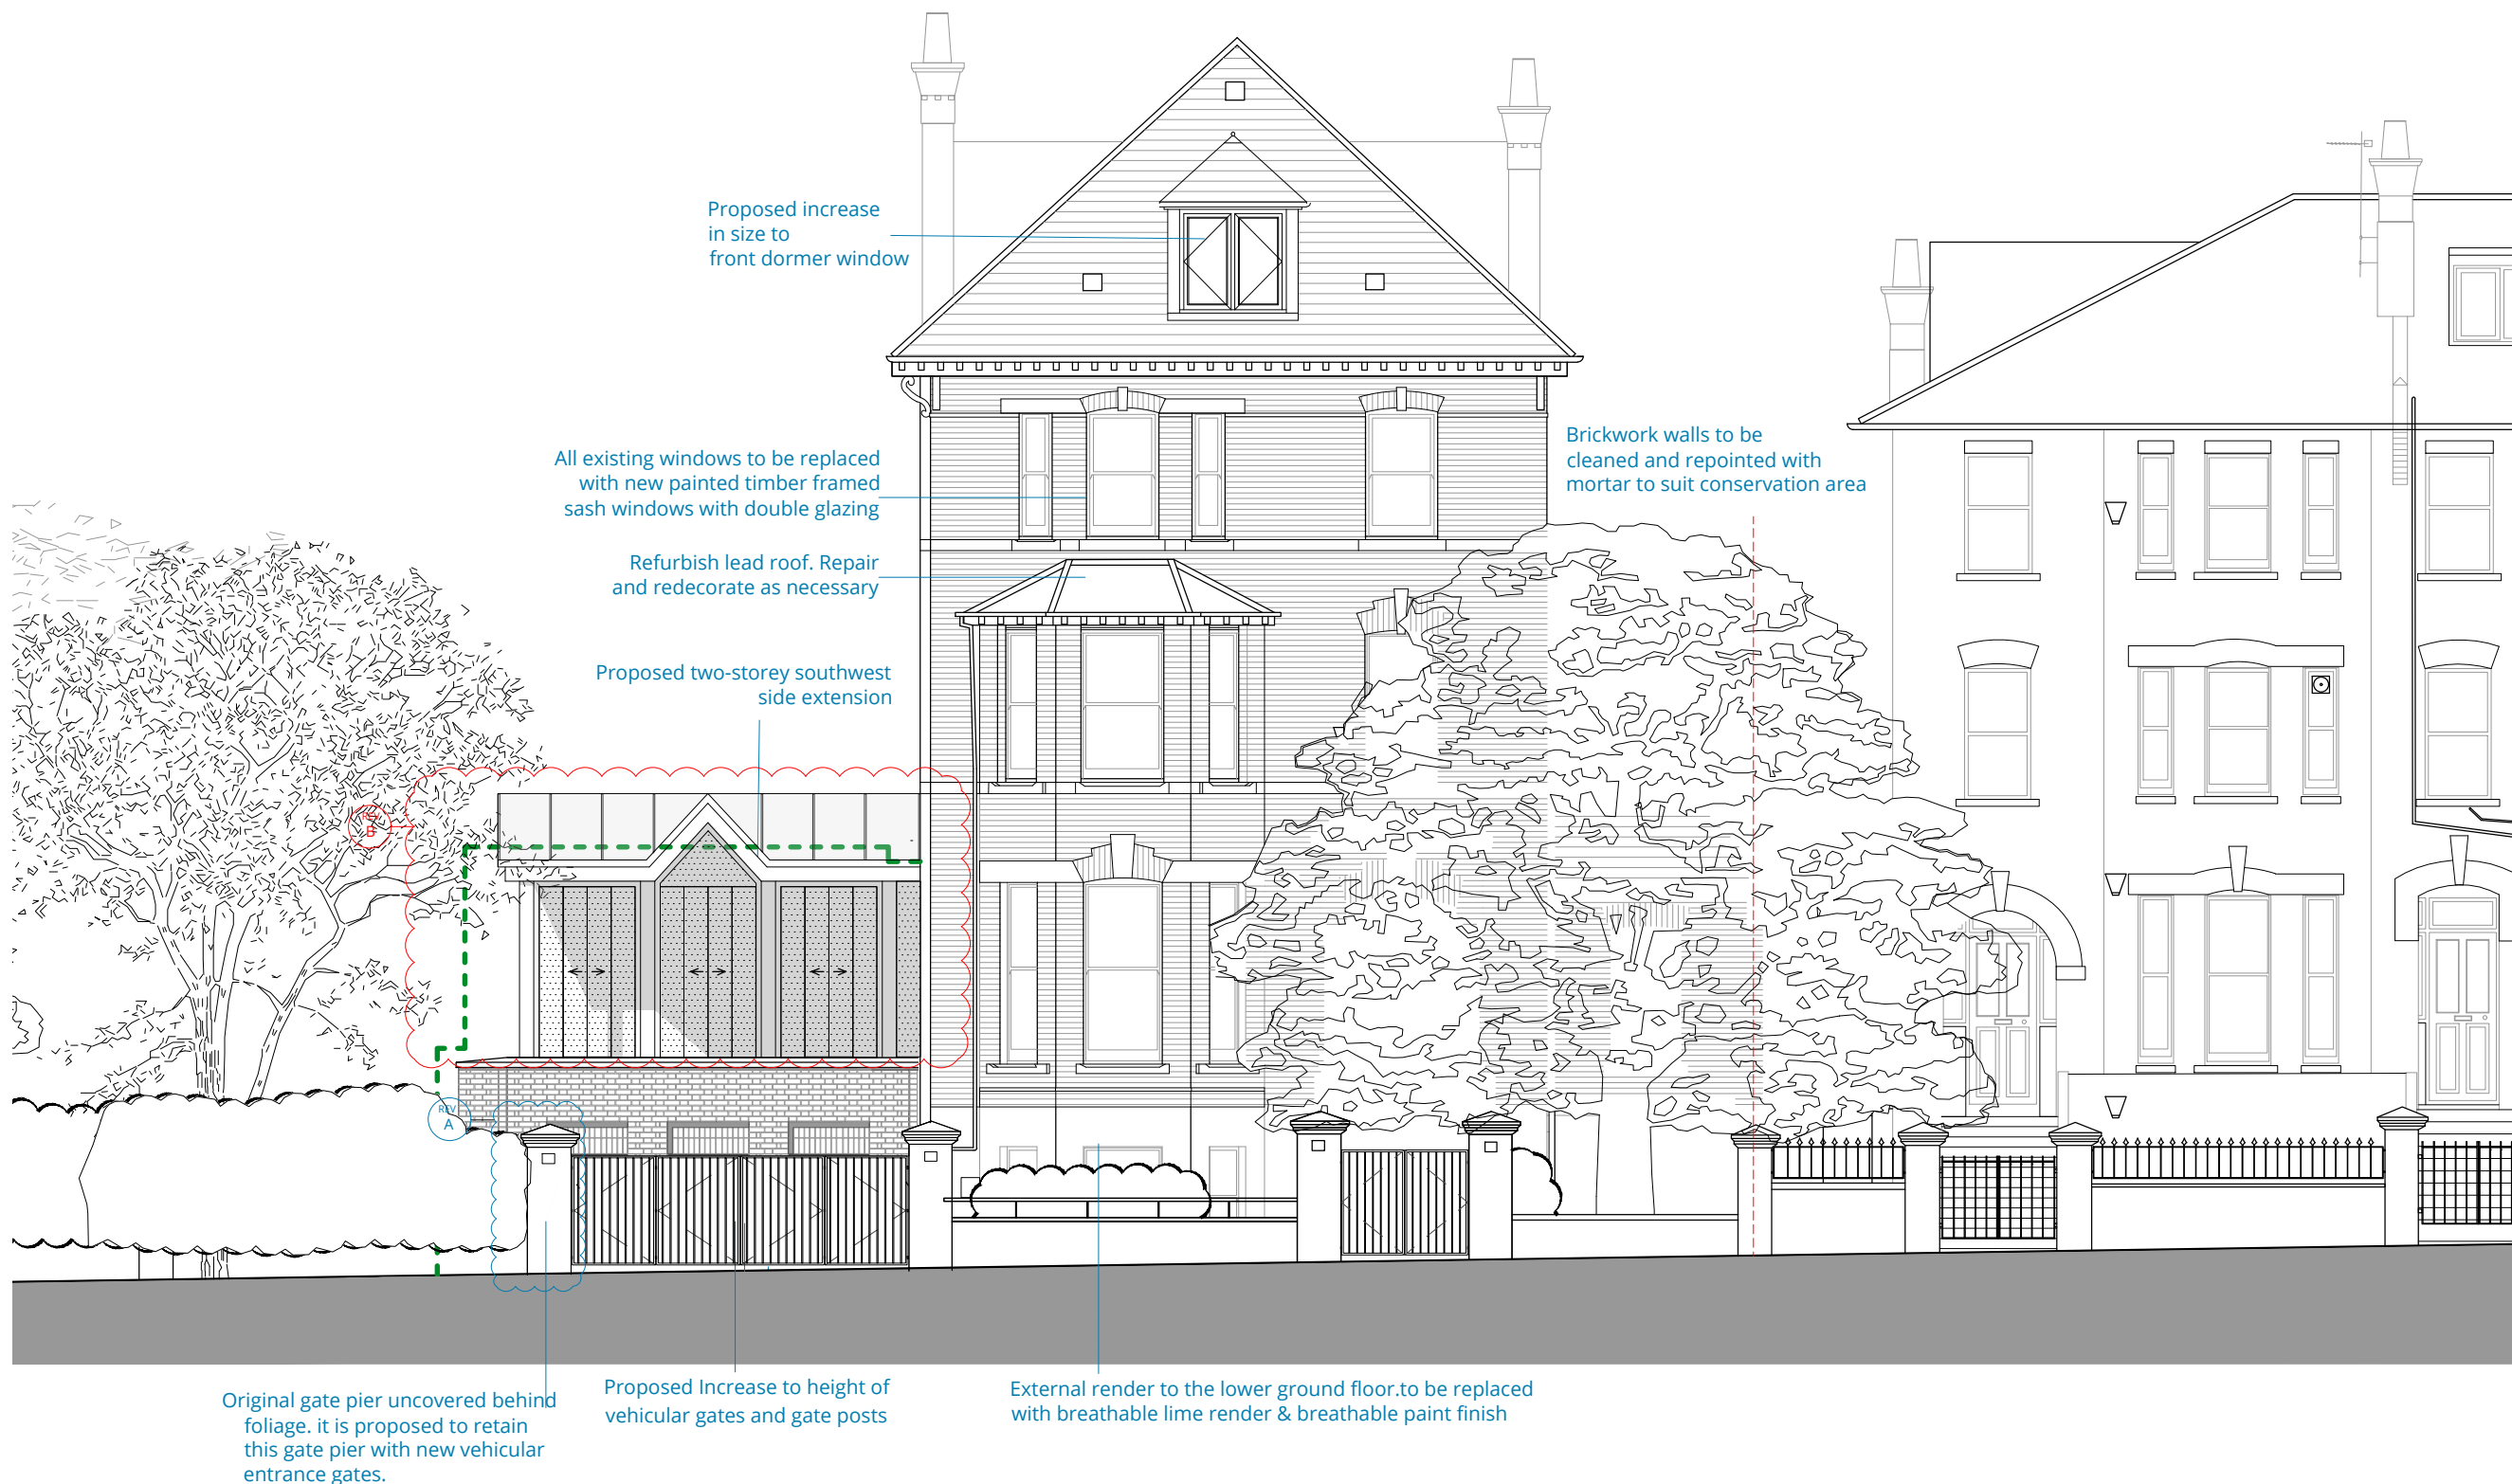 Proposed increase
in size to
front dormer window
All existing windows to be replaced
with new painted timber framed
sash windows with double glazing
Brickwork walls to be
cleaned and repointed with
mortar to suit conservation area
Refurbish lead roof. Repair
and redecorate as necessary
Proposed two-storey southwest
side extension
REV
B
REV
A
Original gate pier uncovered behind
foliage. it is proposed to retain
this gate pier with new vehicular
entrance gates.
Proposed Increase to height of
vehicular gates and gate posts
External render to the lower ground floor.to be replaced
with breathable lime render & breathable paint finish